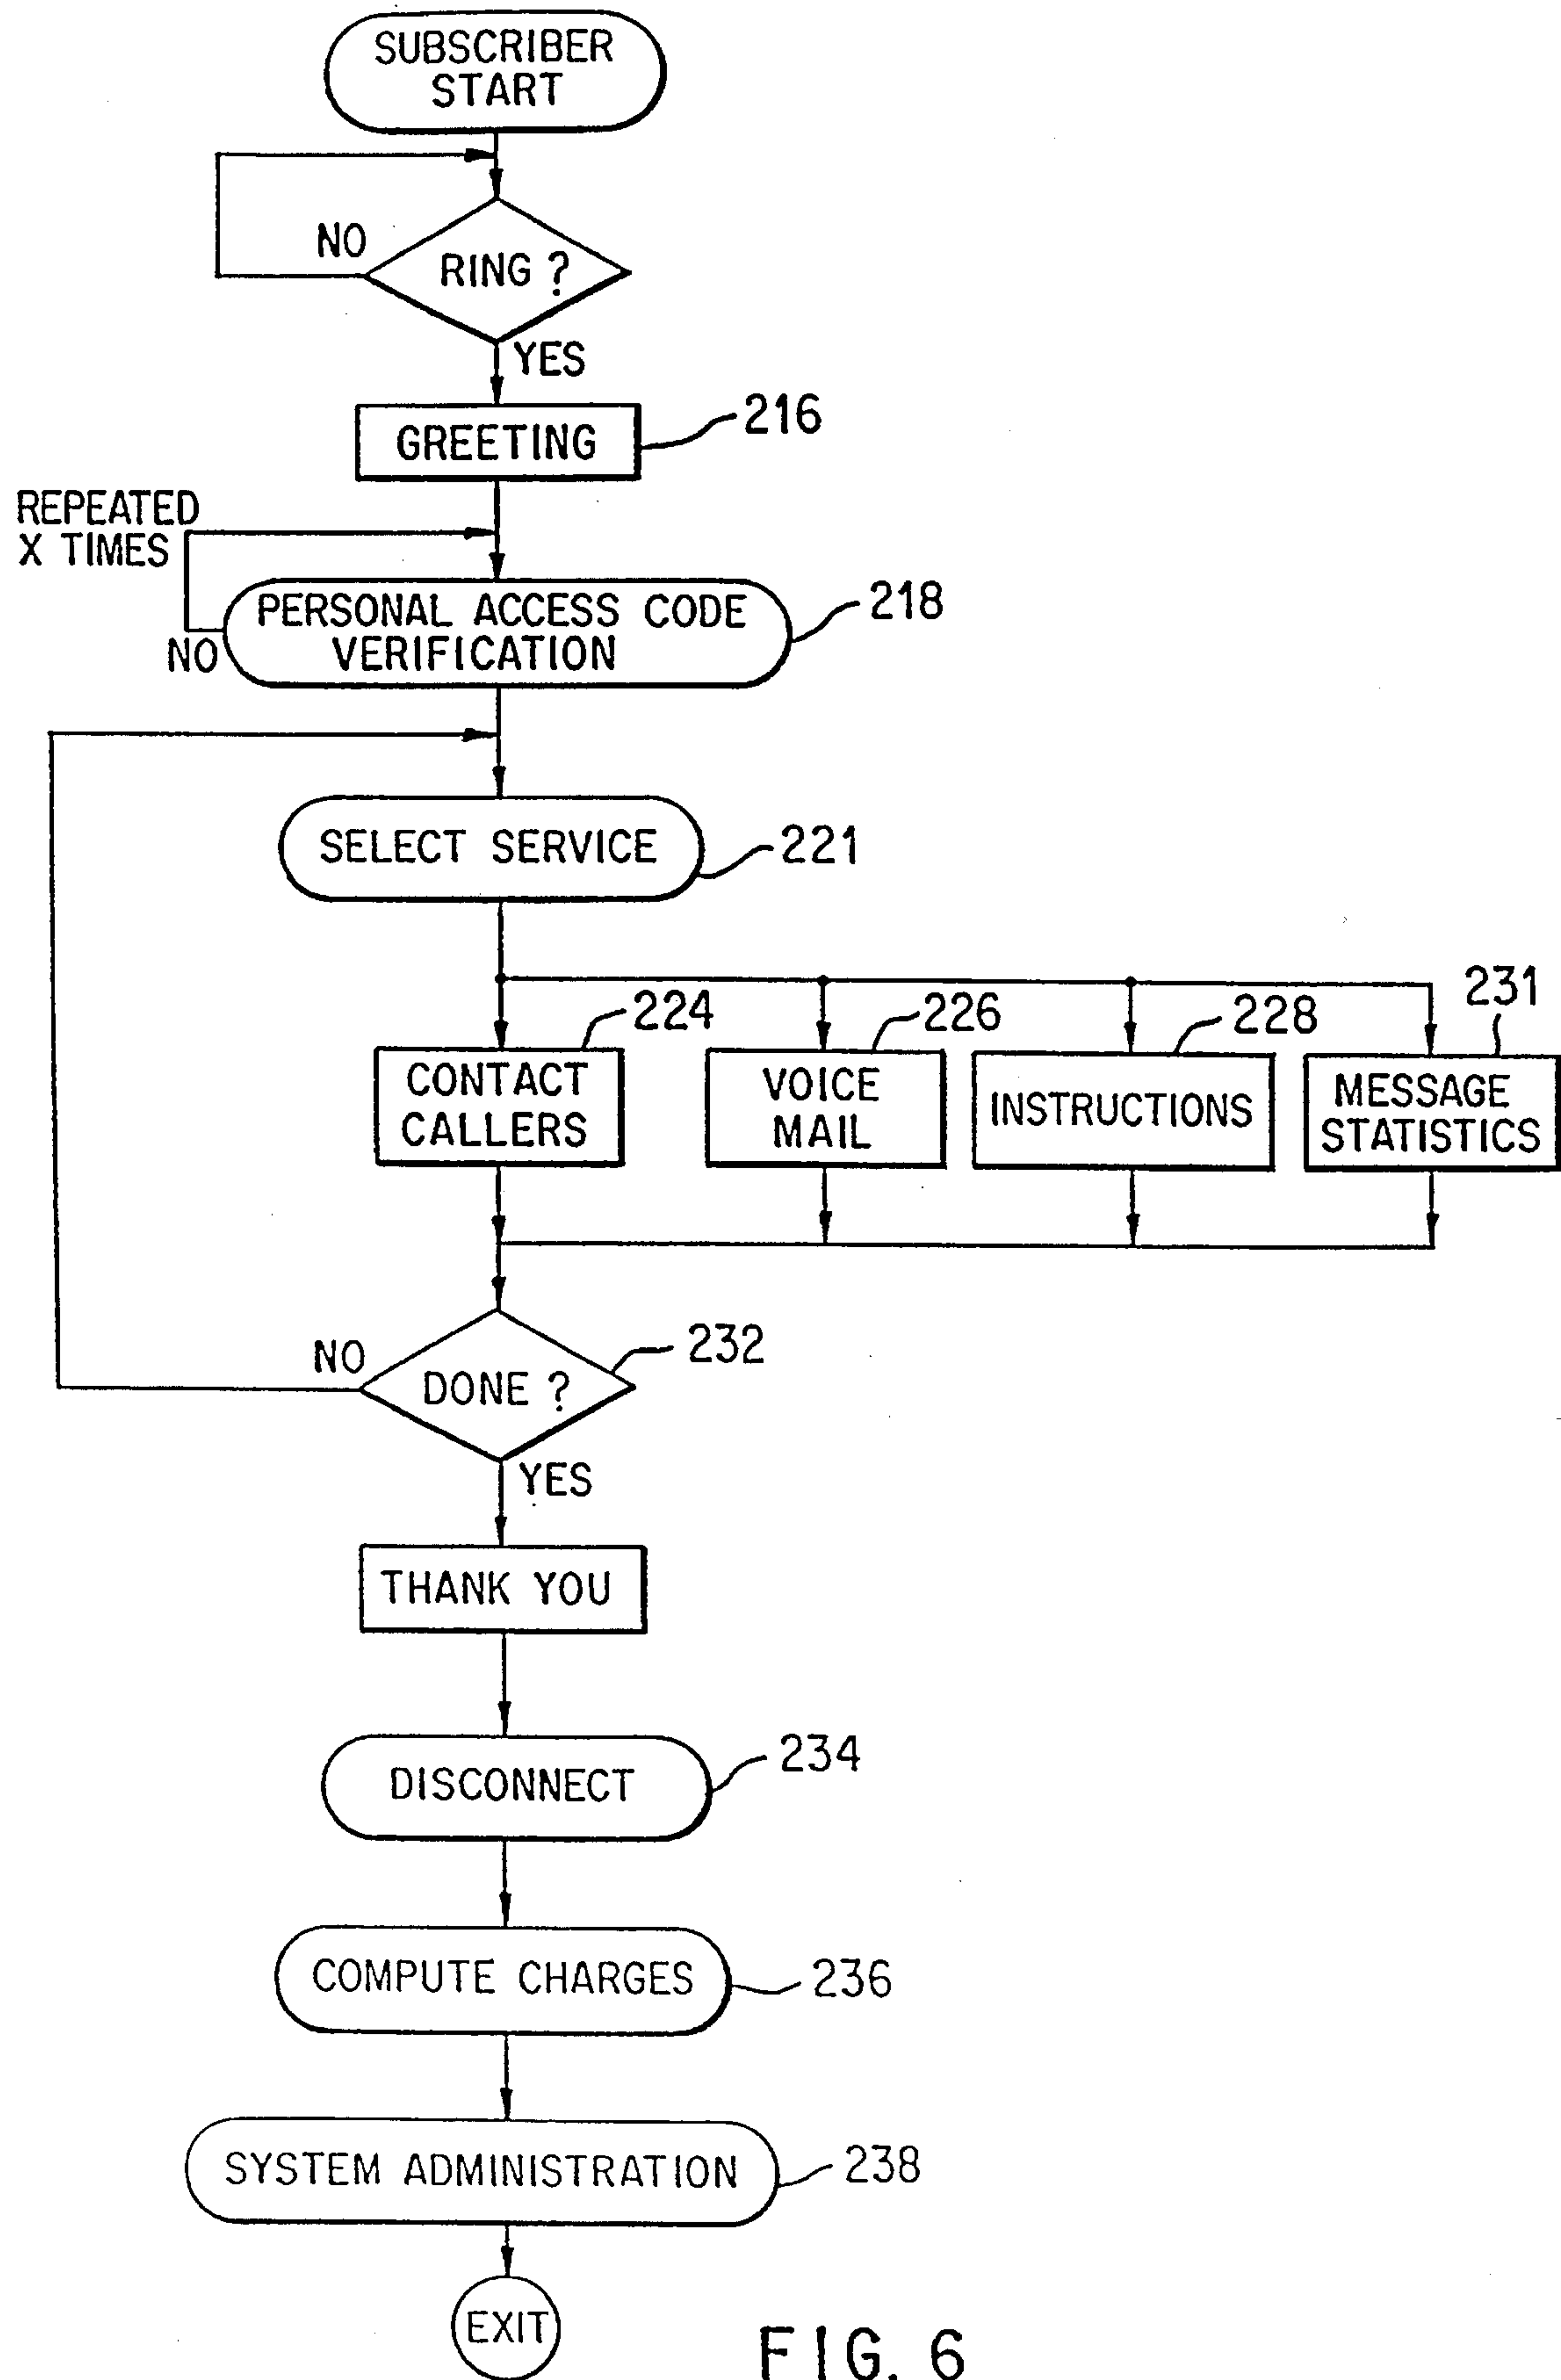 SUBSCRIBER
START
NO
RING ?
YES
GREETING
216
REPEATED
X TIMES
PERSONAL ACCESS CODE
VERIFICATION
218
NO
SELECT SERVICE
221
224
226
228
231
CONTACT
CALLERS
VOICE
MAIL
INSTRUCTIONS
MESSAGE
STATISTICS
NO
DONE ?
232
YES
THANK YOU
DISCONNECT
234
COMPUTE CHARGES
236
SYSTEM ADMINISTRATION
238
EXIT
FIG. 6